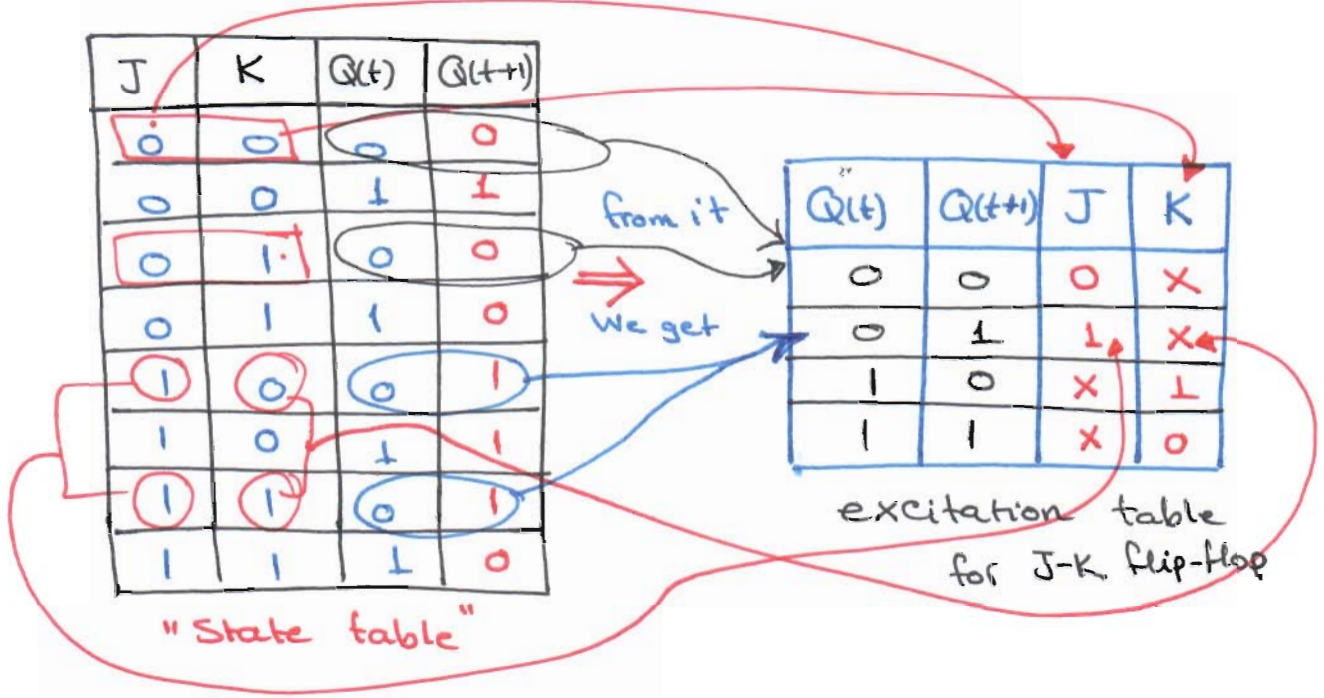 J K Q(t) Q(t+1)
0 0 0 0
0 0 1 1
0 1 0 0
0 1 1 0
1 0 0 1
1 0 1 1
1 1 0 1
1 1 1 0
"State table"
from it
We get
Q(t) Q(t+1) J K
0 0 0 X
0 1 1 X
1 0 X 1
1 1 X 0
excitation table
for J-K flip-flop